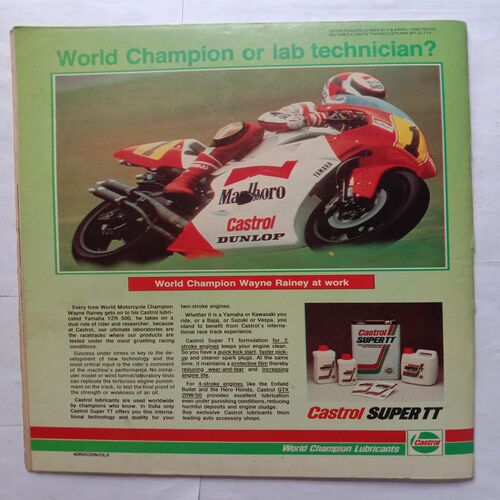 SPORTSWORLD WEEKLY 8 APRIL 1992 REGD.
World Champion or lab technician?
1
YAMAHA
Marlboro
Castrol
DUNLOP
World Champion Wayne Rainey at work
Every time World Motorcycle Champion
Wayne Rainey gets on to his Castrol lubri-
cated Yamaha YZR 500, he takes on a
dual role of rider and researcher, because
at Castrol, our ultimate laboratories are
the racetracks where our products are
tested under the most gruelling racing
conditions.
Success under stress is key to the de-
velopment of new technology and the
most critical input is the rider's comment
of the machine's performance. No comp-
uter model or wind tunnel/laboratory tests
can replicate the torturous engine punish-
ment on the track, to test the final proof of
the strength or weakness of an oil.
Castrol lubricants are used worldwide
by champions who know. In India only
Castrol Super TT offers you this interna-
tional technology and quality for your
two-stroke engines.
Whether it is a Yamaha or Kawasaki you
ride, or a Bajaj, or Suzuki or Vespa, you
stand to benefit from Castrol's interna-
tional race track experience.
Castrol Super TT formulation for 2
stroke engines keeps your engine clean.
So you have a quick kick start, faster pick-
up and cleaner spark plugs. At the same
time, it generates a protective film thereby
reducing wear-and-tear and increasing
engine life.
For 4-stroke engines like the Enfield
Bullet and the Hero Honda, Castrol GTX
20W/50 provides excellent lubrication
even under punishing conditions, reducing
harmful deposits and engine sludge.
Buy exclusive Castrol lubricants from
leading auto accessory shops.
Castrol
SUPER TT
Castrol SUPER TT
World Champion Lubricants
Castrol
NORVICSON/CIL/E